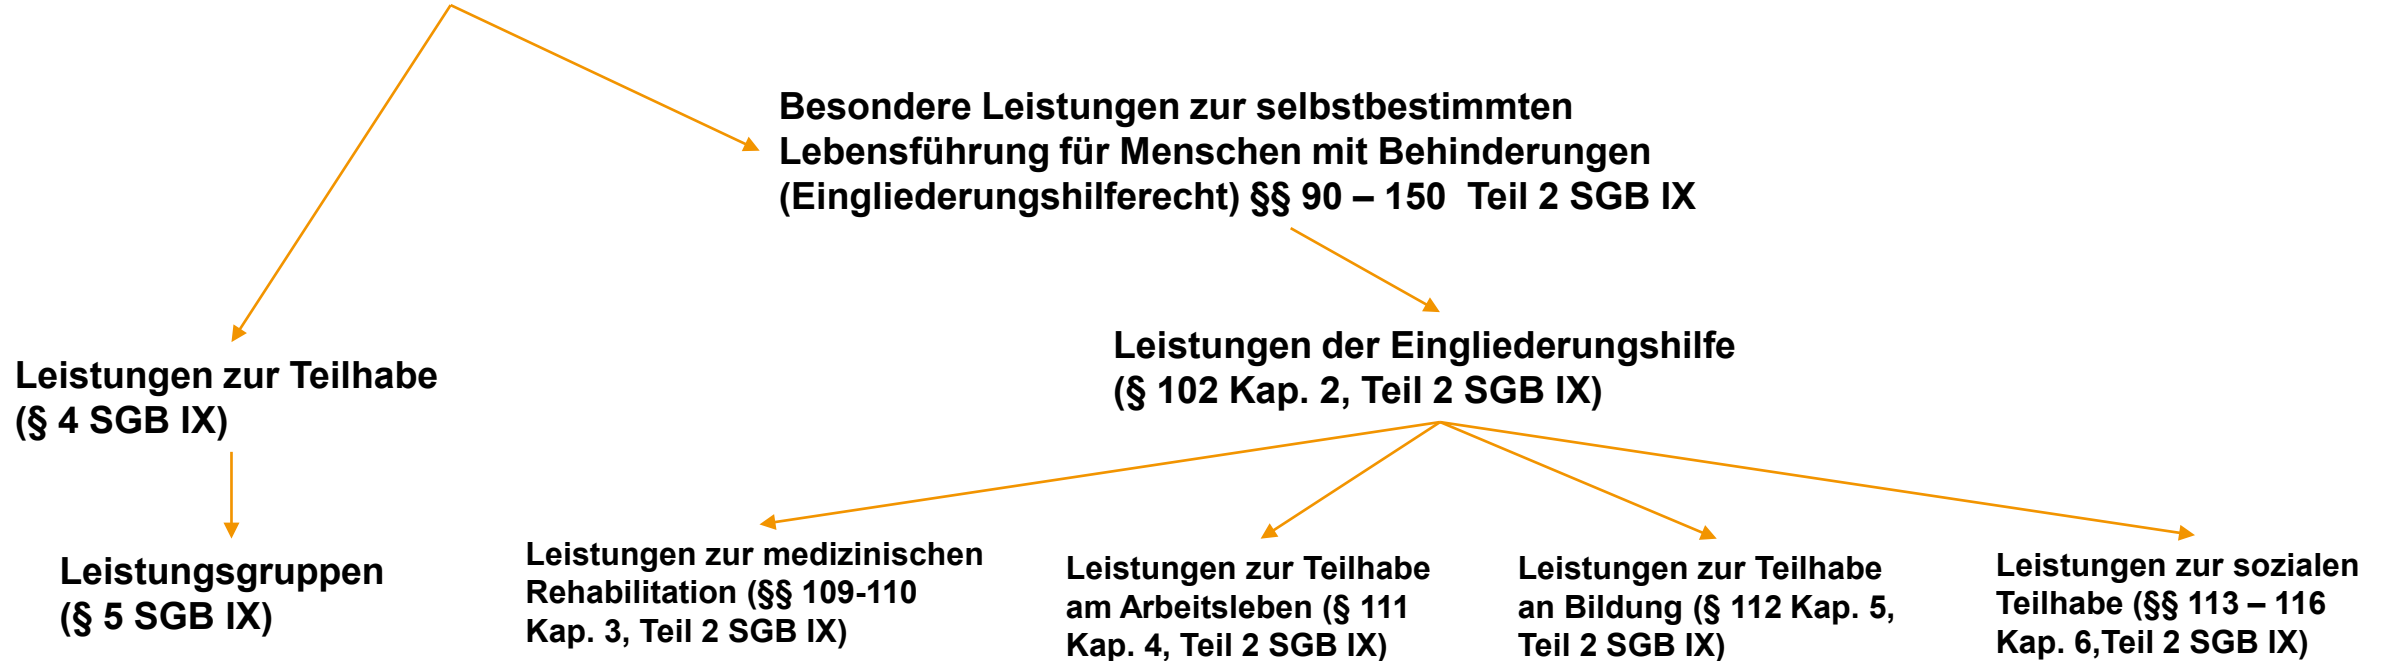 Besondere Leistungen zur selbstbestimmten
Lebensführung für Menschen mit Behinderungen
(Eingliederungshilferecht) §§ 90 – 150  Teil 2 SGB IX
Leistungen zur Teilhabe
(§ 4 SGB IX)
Leistungen der Eingliederungshilfe
(§ 102 Kap. 2, Teil 2 SGB IX)
Leistungsgruppen
(§ 5 SGB IX)
Leistungen zur medizinischen
Rehabilitation (§§ 109-110
Kap. 3, Teil 2 SGB IX)
Leistungen zur Teilhabe
am Arbeitsleben (§ 111
Kap. 4, Teil 2 SGB IX)
Leistungen zur Teilhabe
an Bildung (§ 112 Kap. 5,
Teil 2 SGB IX)
Leistungen zur sozialen
Teilhabe (§§ 113 – 116
Kap. 6,Teil 2 SGB IX)